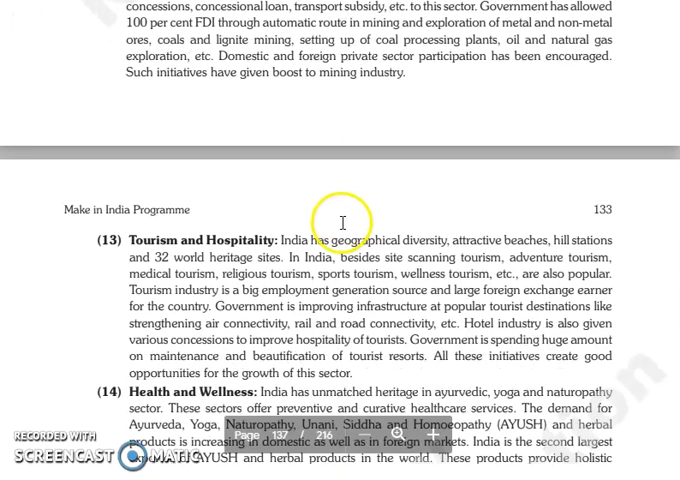 concessions, concessional loan, transport subsidy, etc. to this sector. Government has allowed
100 per cent FDI through automatic route in mining and exploration of metal and non-metal
ores, coals and lignite mining, setting up of coal processing plants, oil and natural gas
exploration, etc. Domestic and foreign private sector participation has been encouraged.
Such initiatives have given boost to mining industry.
Make in India Programme 133
(13) Tourism and Hospitality: India has geographical diversity, attractive beaches, hill stations
and 32 world heritage sites. In India, besides site scanning tourism, adventure tourism,
medical tourism, religious tourism, sports tourism, wellness tourism, etc., are also popular.
Tourism industry is a big employment generation source and large foreign exchange earner
for the country. Government is improving infrastructure at popular tourist destinations like
strengthening air connectivity, rail and road connectivity, etc. Hotel industry is also given
various concessions to improve hospitality of tourists. Government is spending huge amount
on maintenance and beautification of tourist resorts. All these initiatives create good
opportunities for the growth of this sector.
(14) Health and Wellness: India has unmatched heritage in ayurvedic, yoga and naturopathy
sector. These sectors offer preventive and curative healthcare services. The demand for
Ayurveda, Yoga, Naturopathy, Unani, Siddha and Homoeopathy (AYUSH) and herbal
products is increasing in domestic as well as in foreign markets. India is the second largest
Page 137 / 216
AYUSH and herbal products in the world. These products provide holistic
RECORDED WITH
SCREENCAST MATIC